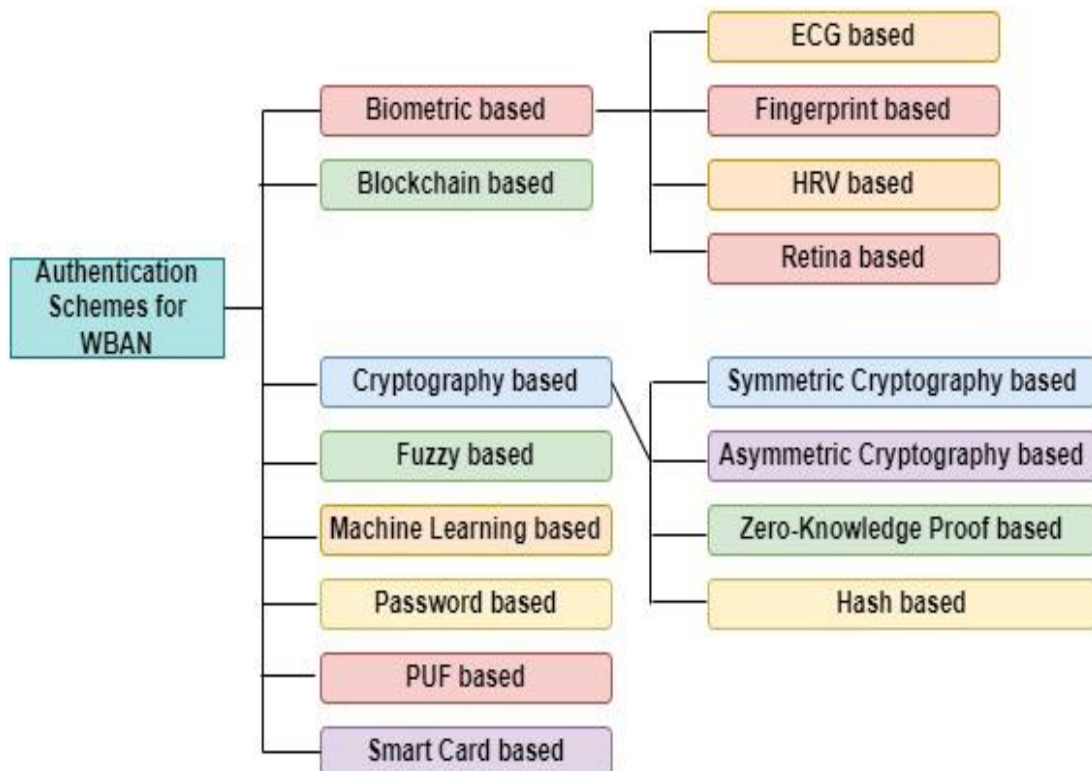 Authentication
Schemes for
WBAN
Biometric based
Blockchain based
ECG based
Fingerprint based
HRV based
Retina based
Cryptography based
Fuzzy based
Machine Learning based
Password based
PUF based
Smart Card based
Symmetric Cryptography based
Asymmetric Cryptography based
Zero-Knowledge Proof based
Hash based